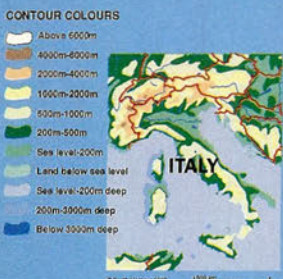 CONTOUR COLOURS
Above 6000m
4000m-6000m
2000m-4000m
1000m-2000m
500m-1000m
200m-500m
Sea level-200m
Land below sea level
Sea level-200m deep
200m-3000m deep
Below 3000m deep
ITALY